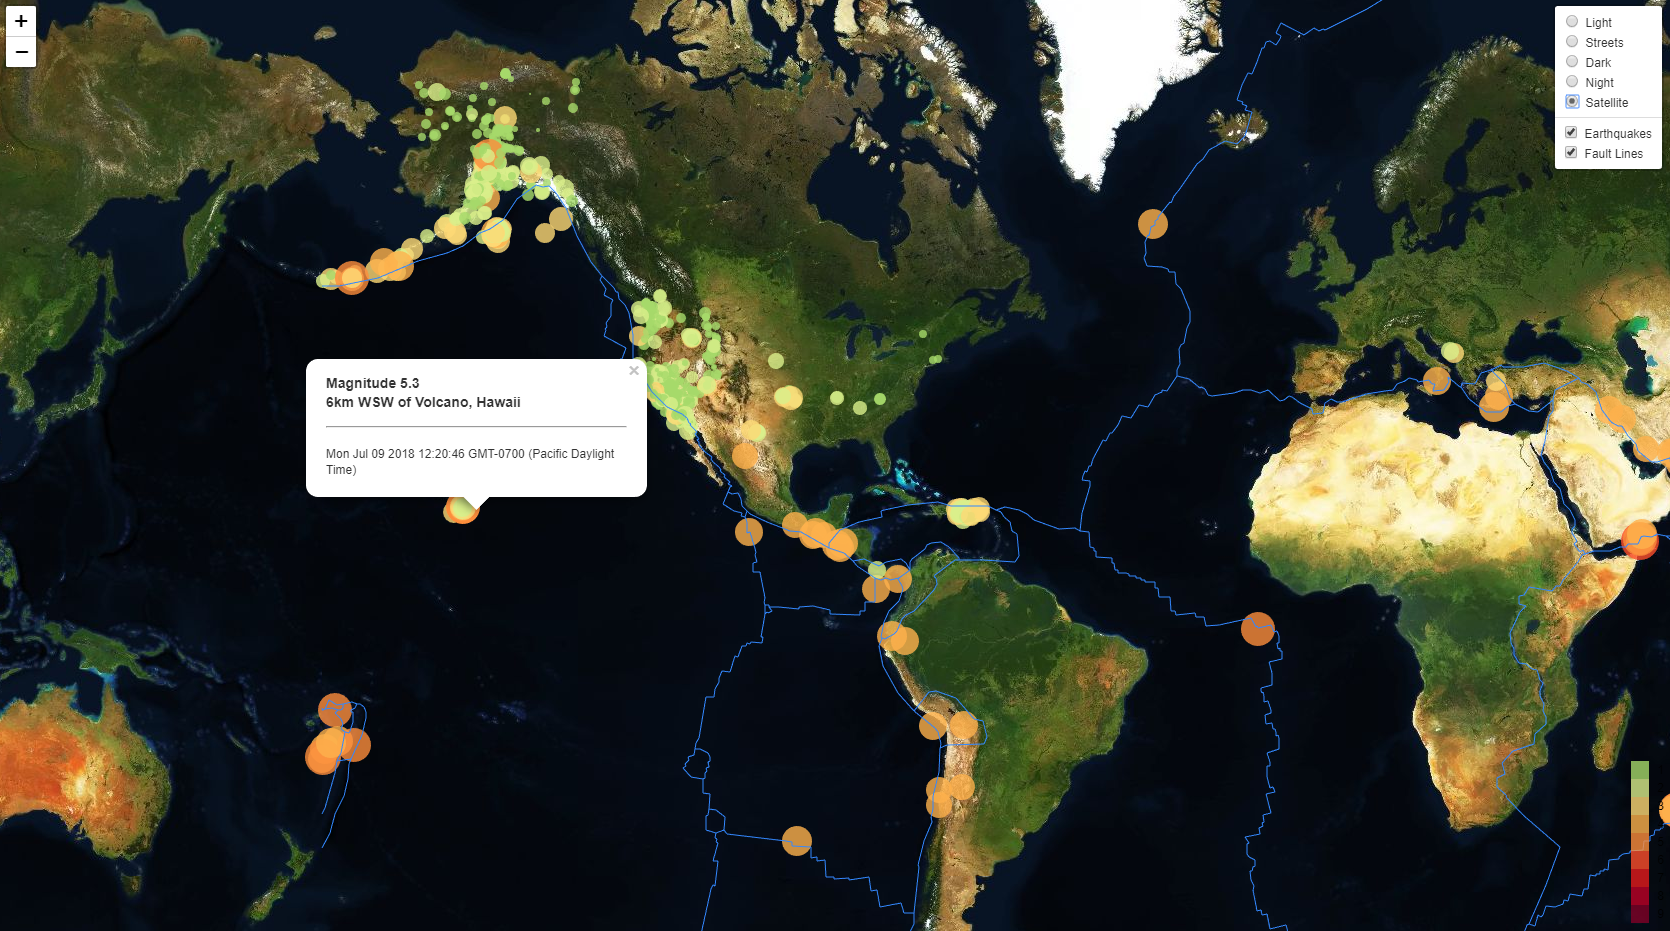 +
−
Light
Streets
Dark
Night
Satellite
Earthquakes
Fault Lines
×
Magnitude 5.3
6km WSW of Volcano, Hawaii
Mon Jul 09 2018 12:20:46 GMT-0700 (Pacific Daylight
Time)